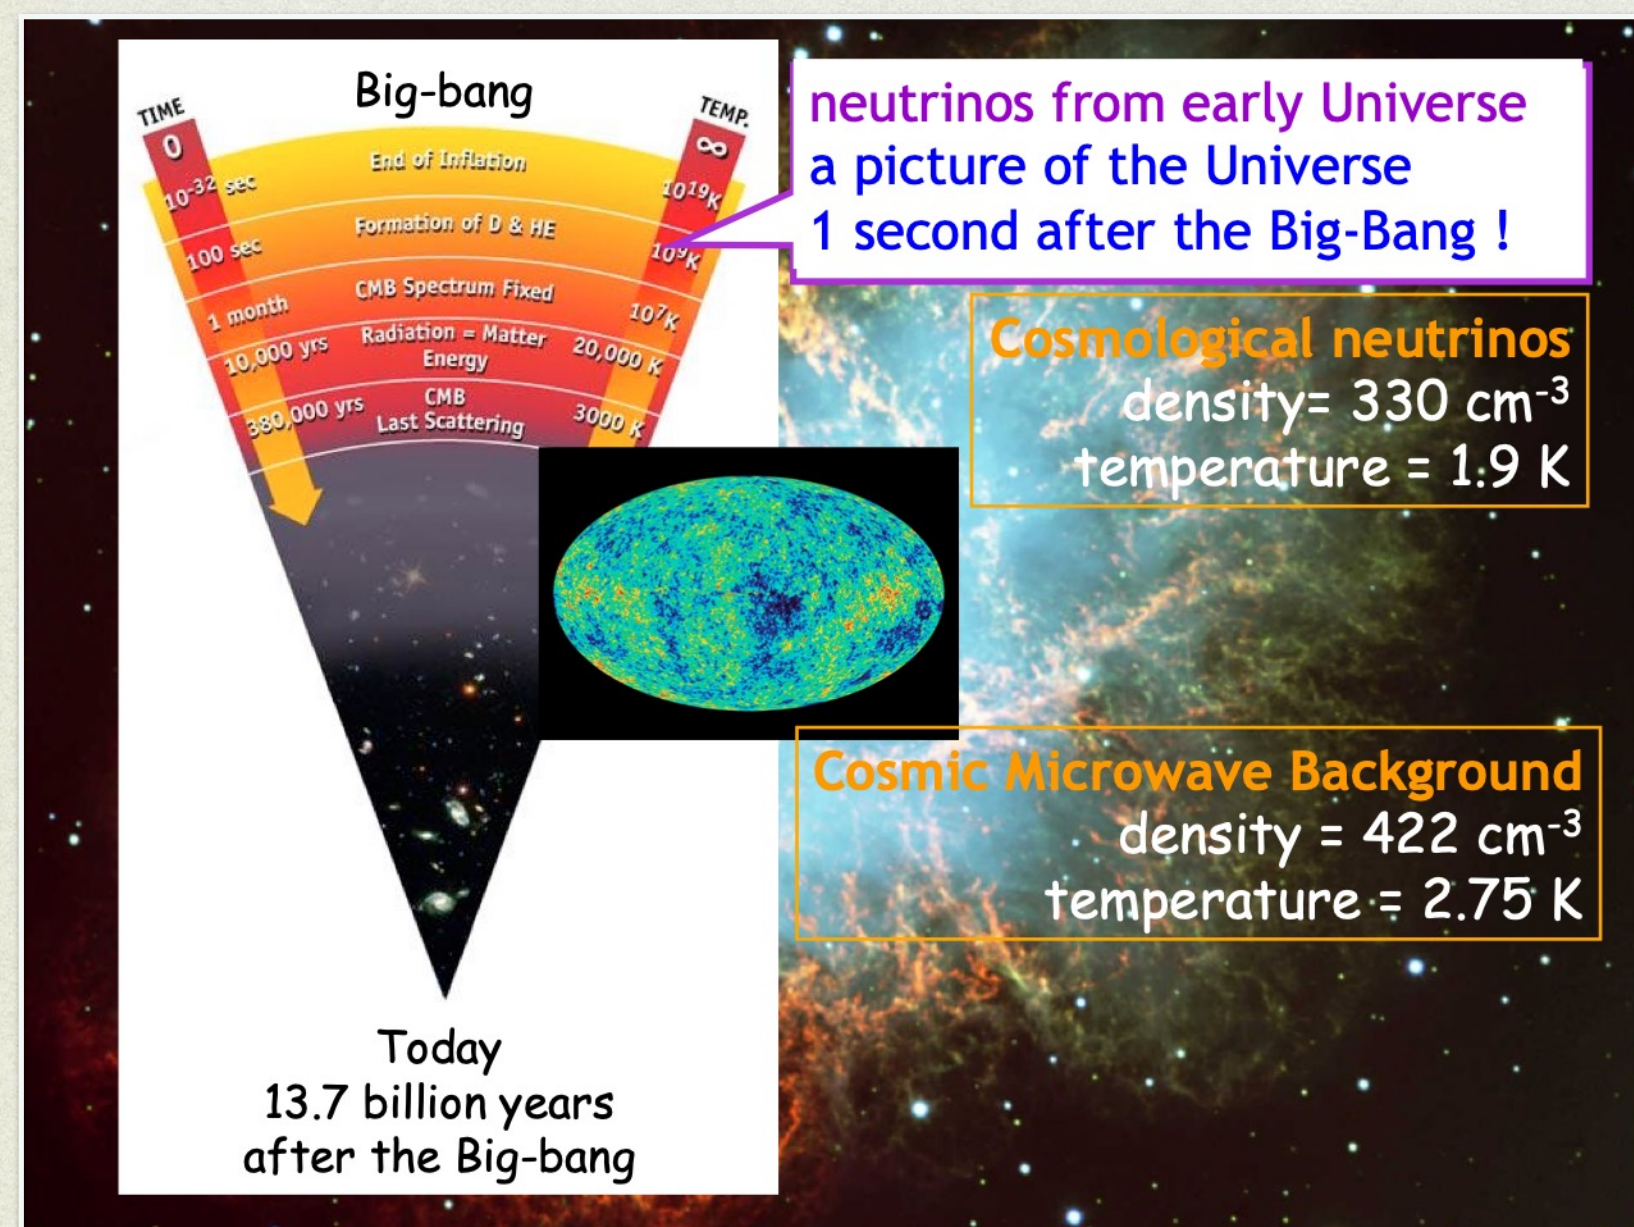 Big-bang
TIME
TEMP.
0
∞
End of Inflation
10⁻³² sec
10¹⁹K
Formation of D & HE
100 sec
10⁹K
CMB Spectrum Fixed
1 month
10⁷K
Radiation = Matter
Energy
10,000 yrs
20,000 K
CMB
Last Scattering
380,000 yrs
3000 K
Today
13.7 billion years
after the Big-bang
neutrinos from early Universe
a picture of the Universe
1 second after the Big-Bang !
Cosmological neutrinos
density= 330 cm⁻³
temperature = 1.9 K
Cosmic Microwave Background
density = 422 cm⁻³
temperature = 2.75 K